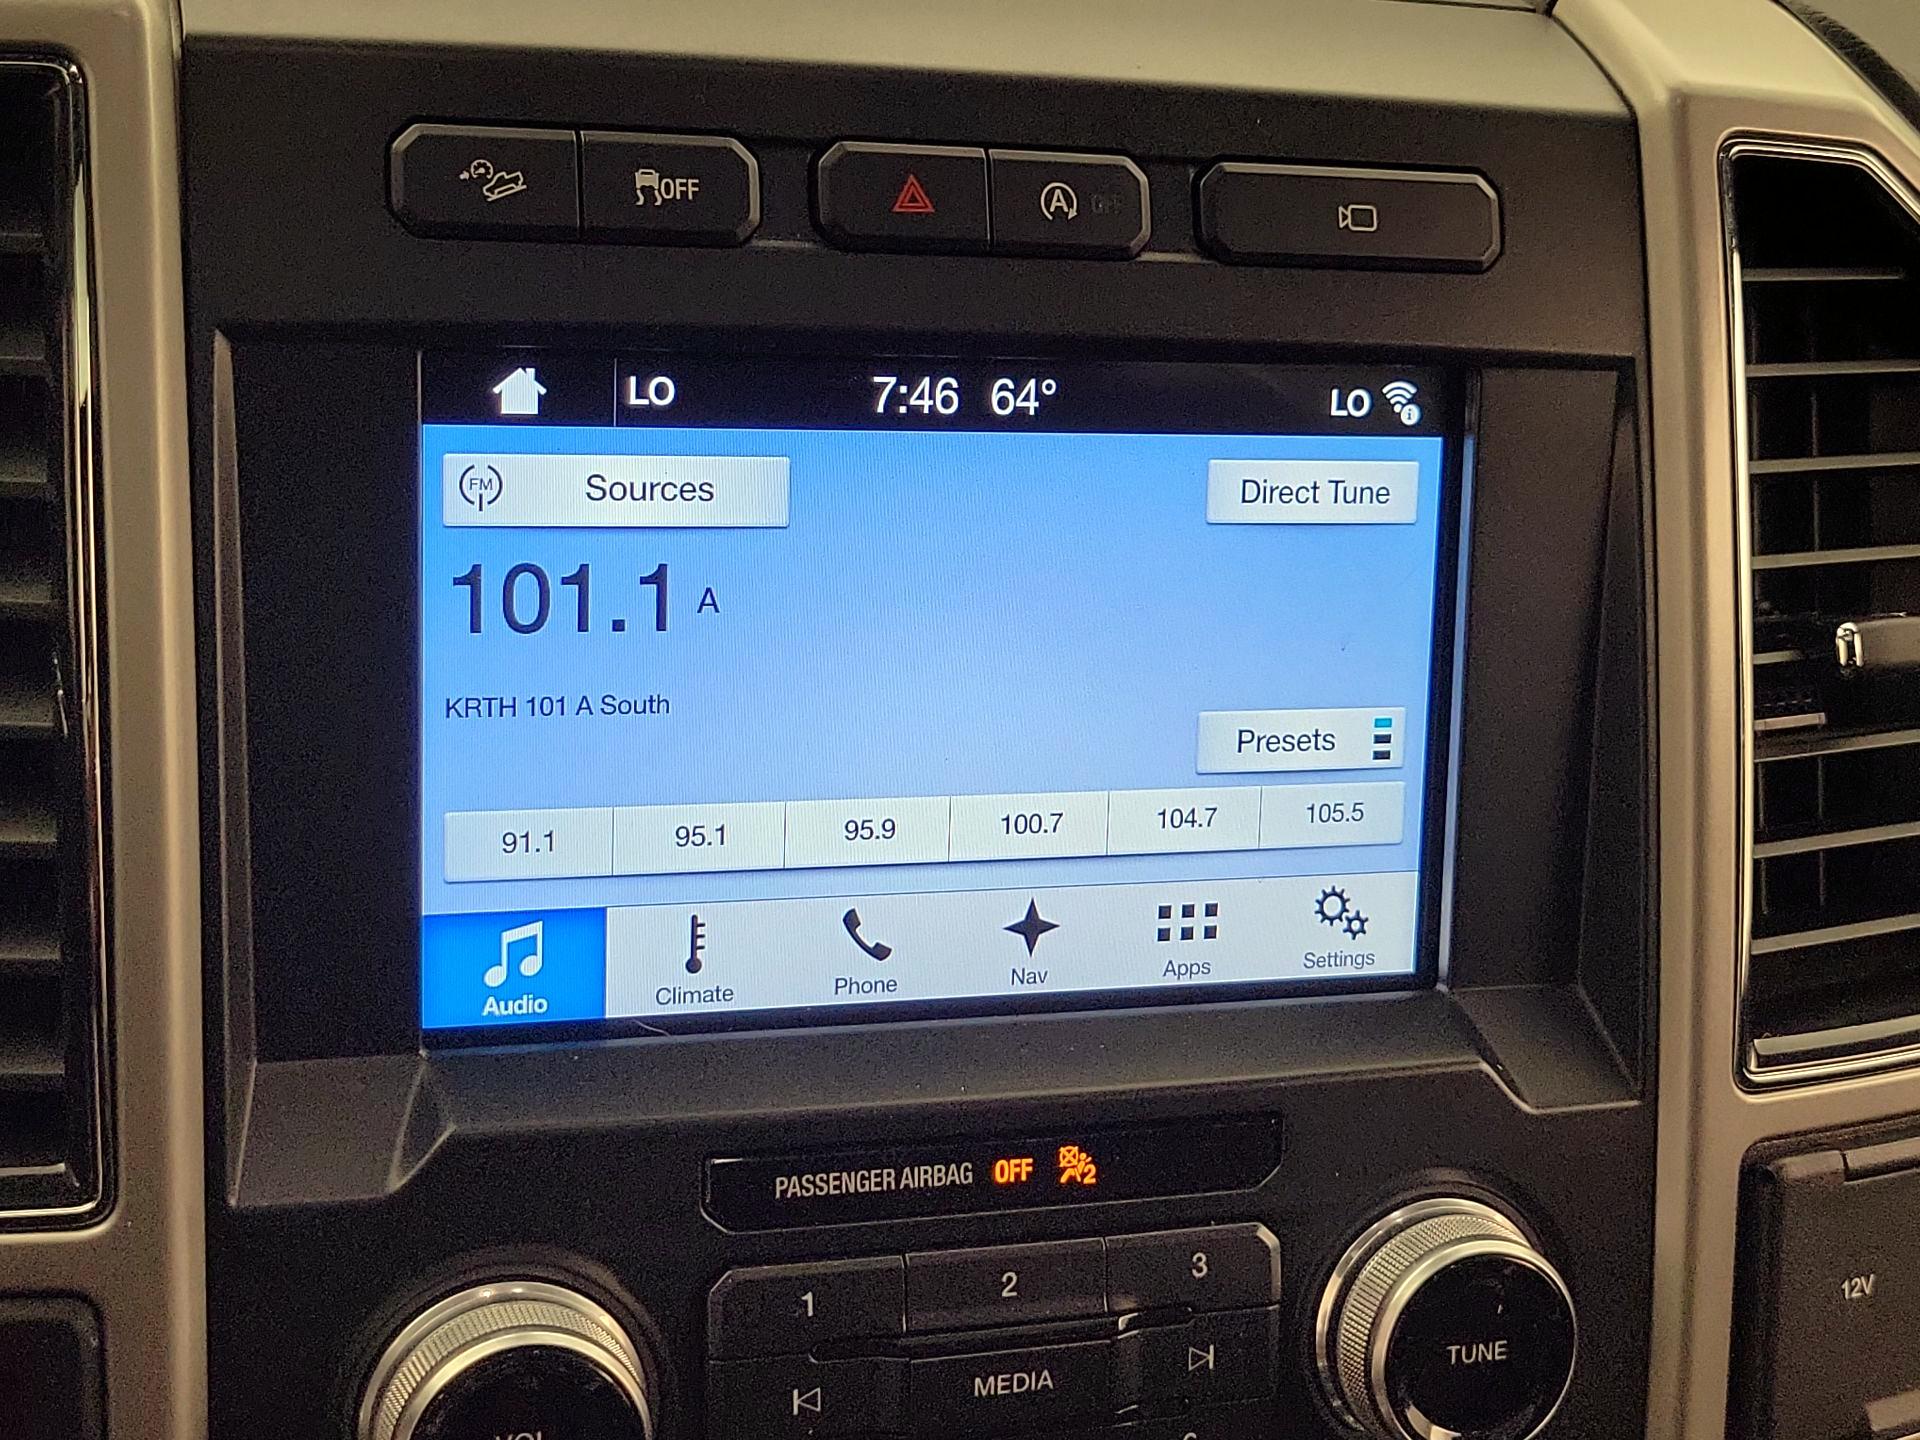 OFF
A OFF
LO 7:46 64° LO
FM Sources Direct Tune
101.1 A
KRTH 101 A South
Presets
91.1 95.1 95.9 100.7 104.7 105.5
Audio Climate Phone Nav Apps Settings
PASSENGER AIRBAG OFF 2
1 2 3
MEDIA
TUNE
12V
VOL